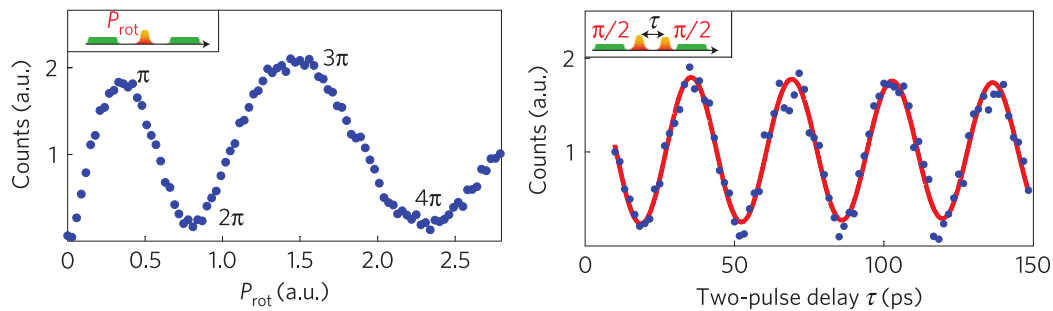 P_rot
Counts (a.u.)
2
1
π
2π
3π
4π
0
0.5
1.0
1.5
2.0
2.5
P_rot (a.u.)
π/2 τ π/2
Counts (a.u.)
2
1
0
50
100
150
Two-pulse delay τ (ps)